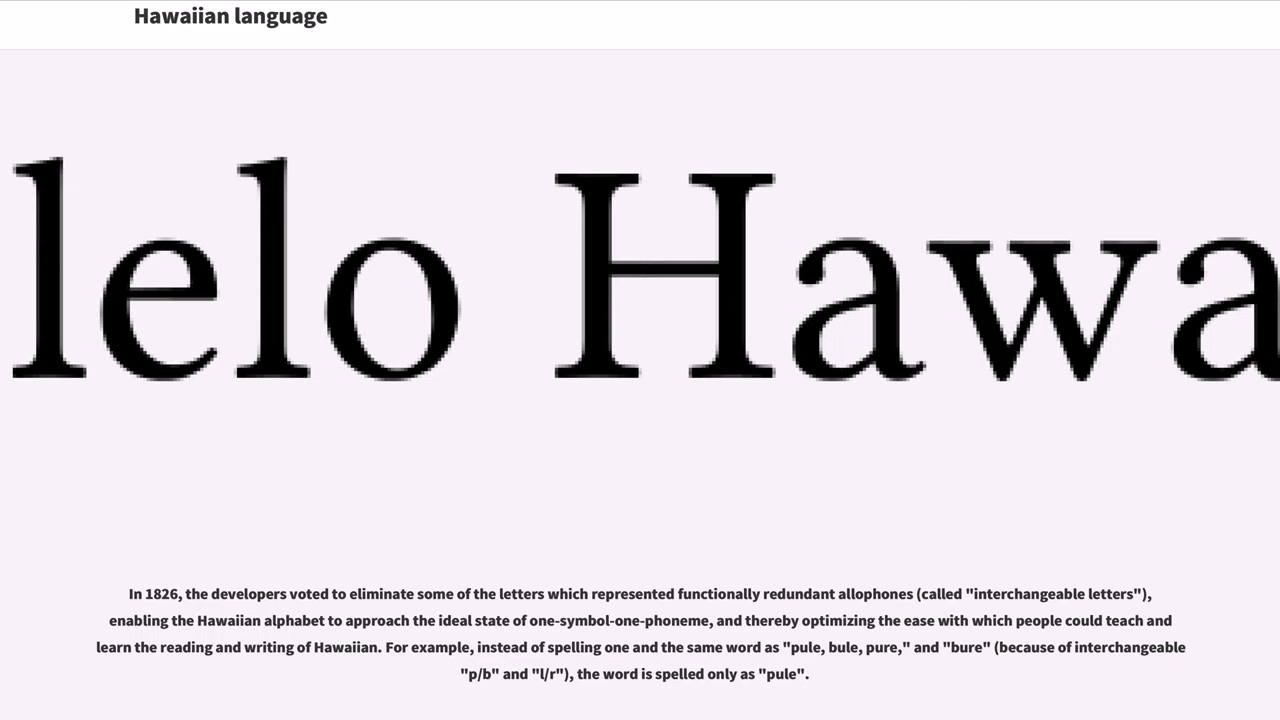 Hawaiian language
lelo Hawa
In 1826, the developers voted to eliminate some of the letters which represented functionally redundant allophones (called "interchangeable letters"),
enabling the Hawaiian alphabet to approach the ideal state of one-symbol-one-phoneme, and thereby optimizing the ease with which people could teach and
learn the reading and writing of Hawaiian. For example, instead of spelling one and the same word as "pule, bule, pure," and "bure" (because of interchangeable
"p/b" and "l/r"), the word is spelled only as "pule".